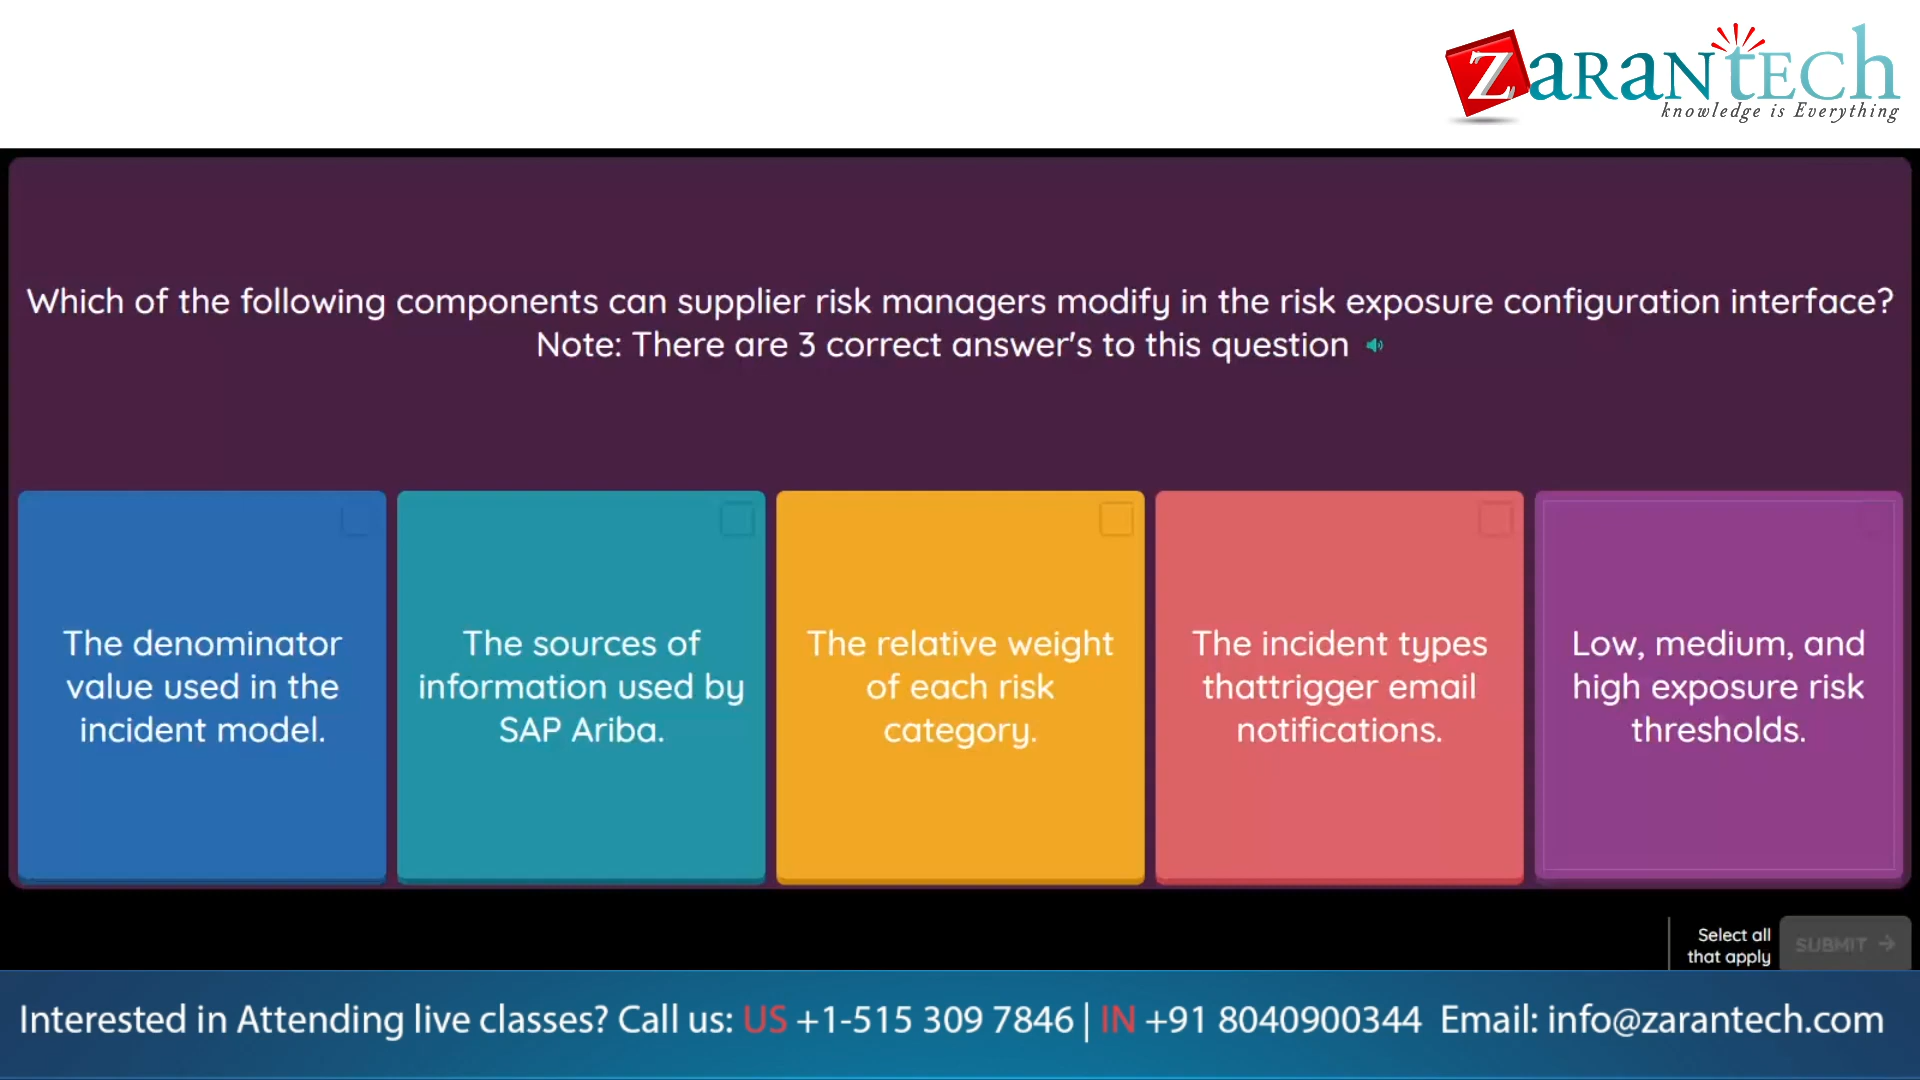 ZaranTech
knowledge is Everything
Which of the following components can supplier risk managers modify in the risk exposure configuration interface?
Note: There are 3 correct answer's to this question
The denominator
value used in the
incident model.
The sources of
information used by
SAP Ariba.
The relative weight
of each risk
category.
The incident types
thattrigger email
notifications.
Low, medium, and
high exposure risk
thresholds.
Select all
that apply
SUBMIT →
Interested in Attending live classes? Call us: US +1-515 309 7846 | IN +91 8040900344 Email: info@zarantech.com